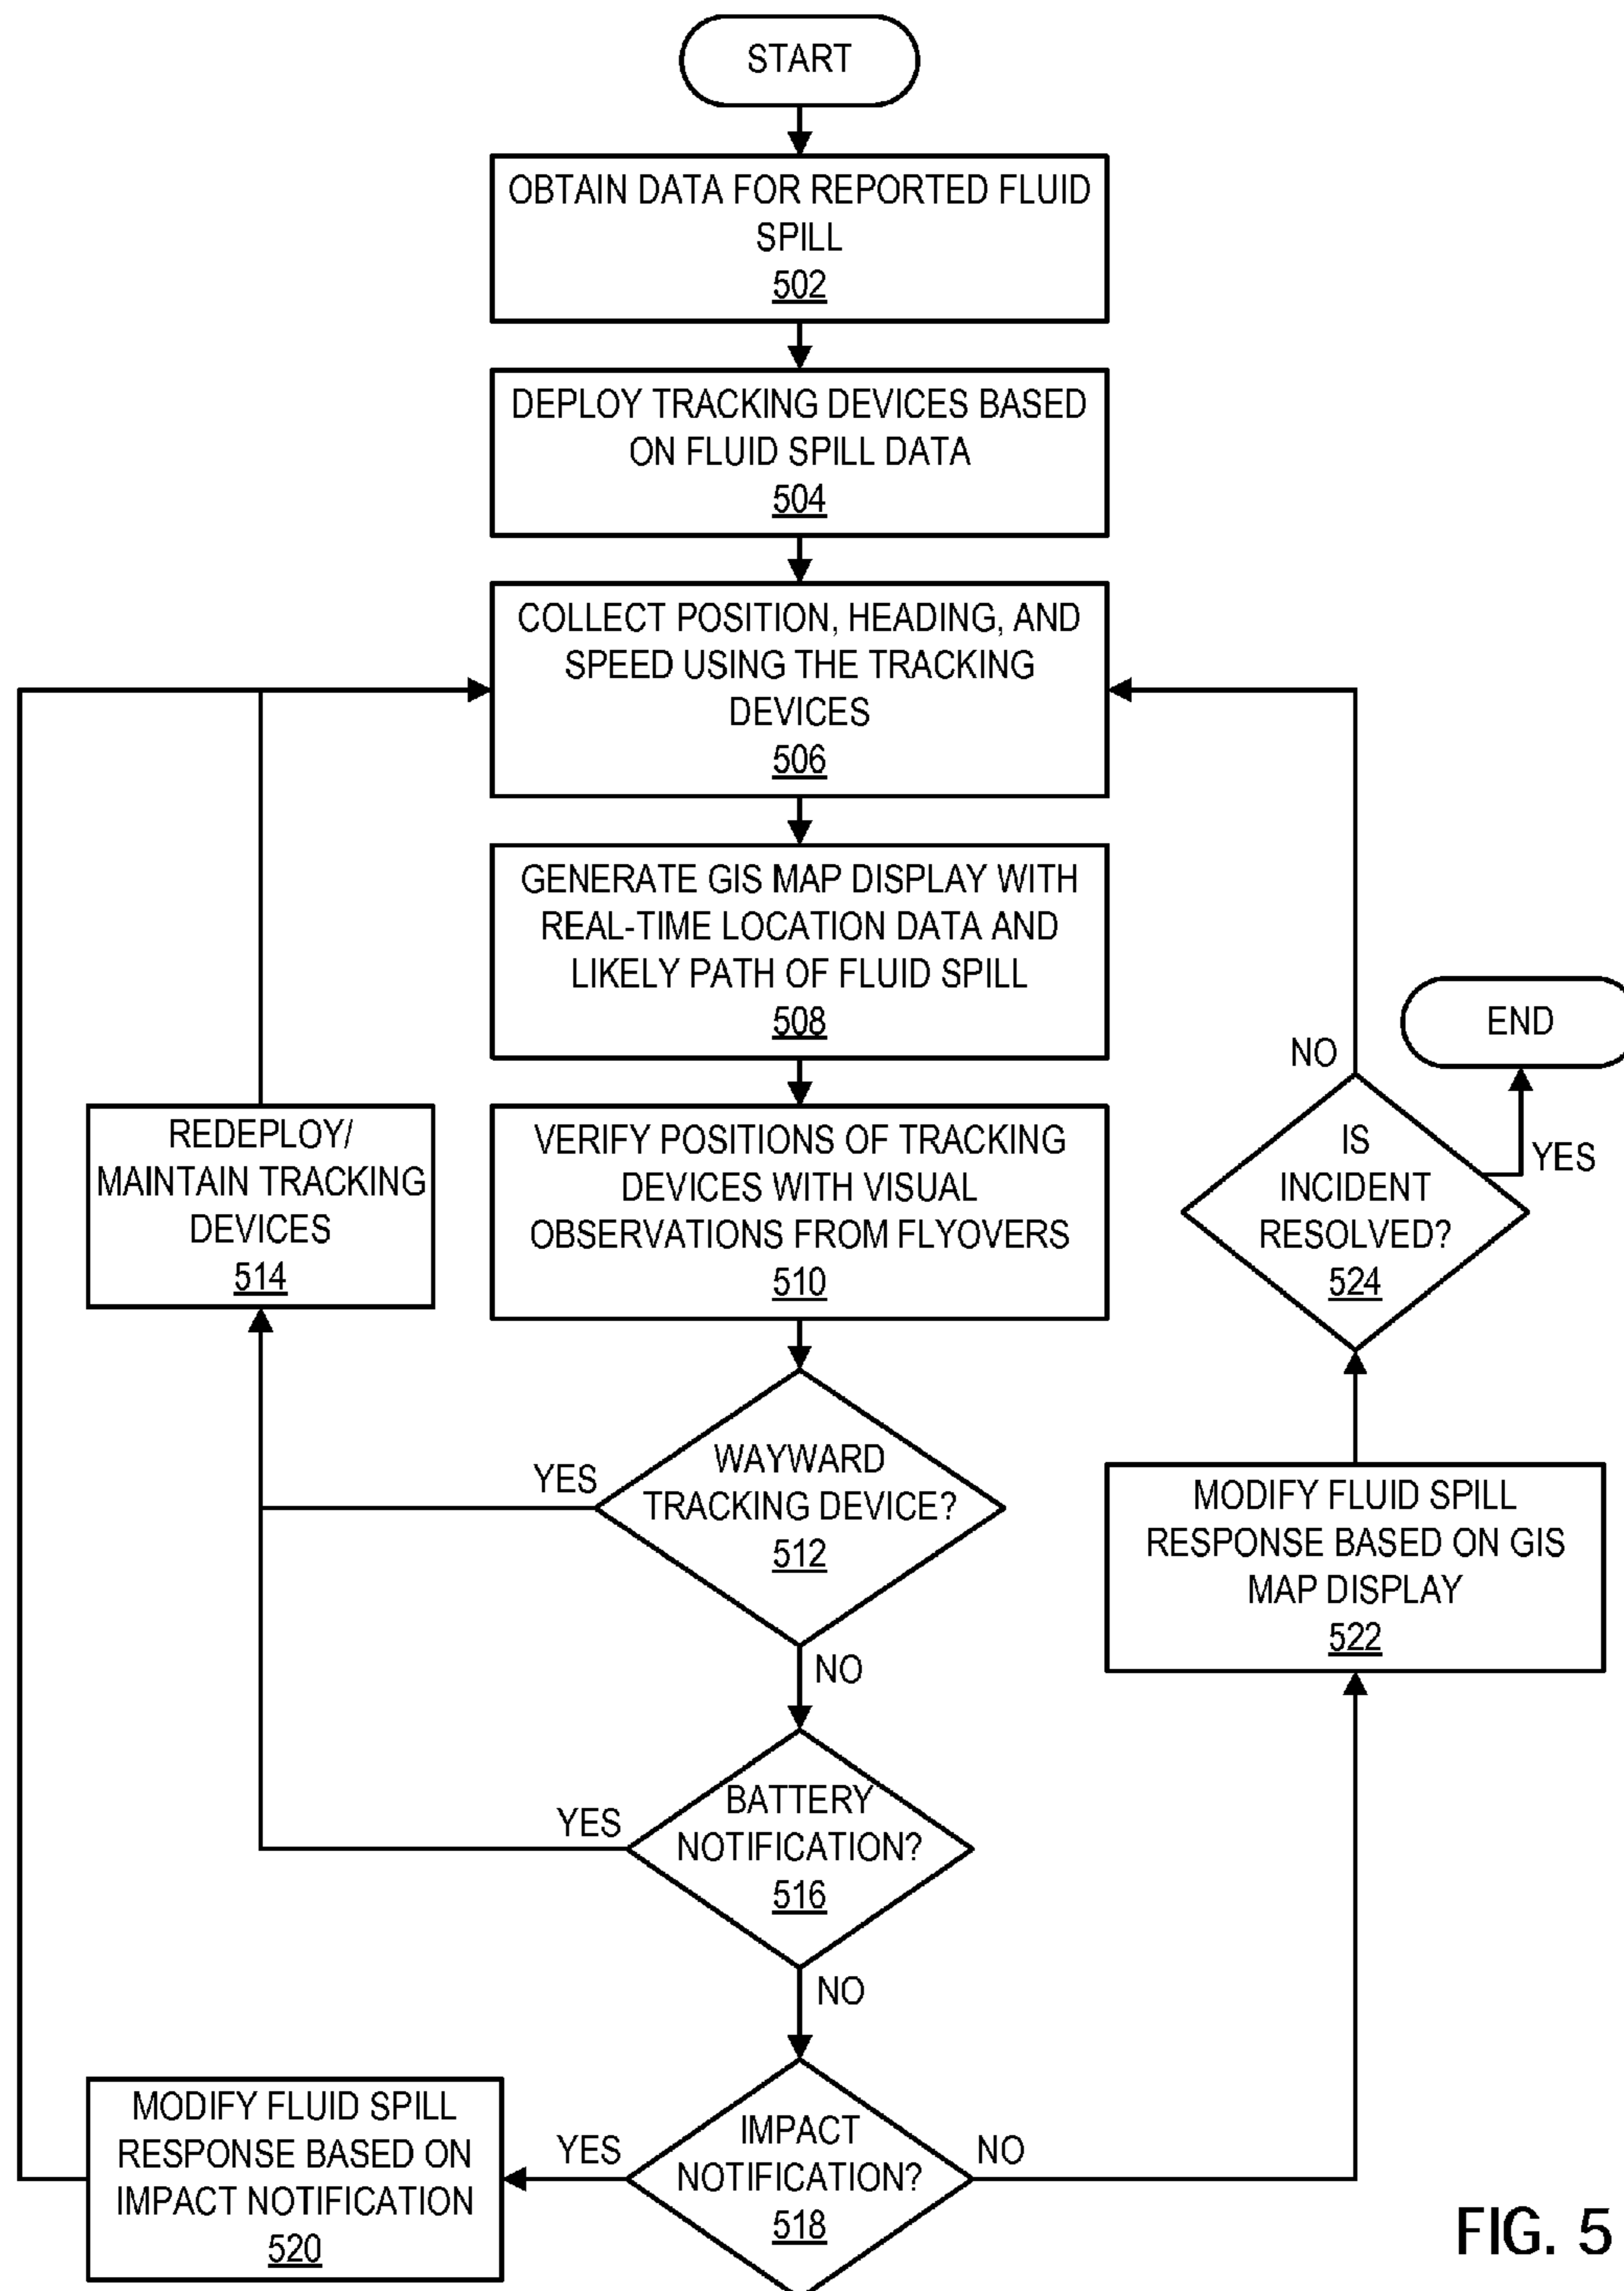 START
OBTAIN DATA FOR REPORTED FLUID
SPILL
502
DEPLOY TRACKING DEVICES BASED
ON FLUID SPILL DATA
504
COLLECT POSITION, HEADING, AND
SPEED USING THE TRACKING
DEVICES
506
GENERATE GIS MAP DISPLAY WITH
REAL-TIME LOCATION DATA AND
LIKELY PATH OF FLUID SPILL
508
VERIFY POSITIONS OF TRACKING
DEVICES WITH VISUAL
OBSERVATIONS FROM FLYOVERS
510
WAYWARD
TRACKING DEVICE?
512
YES
NO
REDEPLOY/
MAINTAIN TRACKING
DEVICES
514
BATTERY
NOTIFICATION?
516
YES
NO
IMPACT
NOTIFICATION?
518
YES
NO
MODIFY FLUID SPILL
RESPONSE BASED ON
IMPACT NOTIFICATION
520
MODIFY FLUID SPILL
RESPONSE BASED ON GIS
MAP DISPLAY
522
IS
INCIDENT
RESOLVED?
524
NO
YES
END
FIG. 5